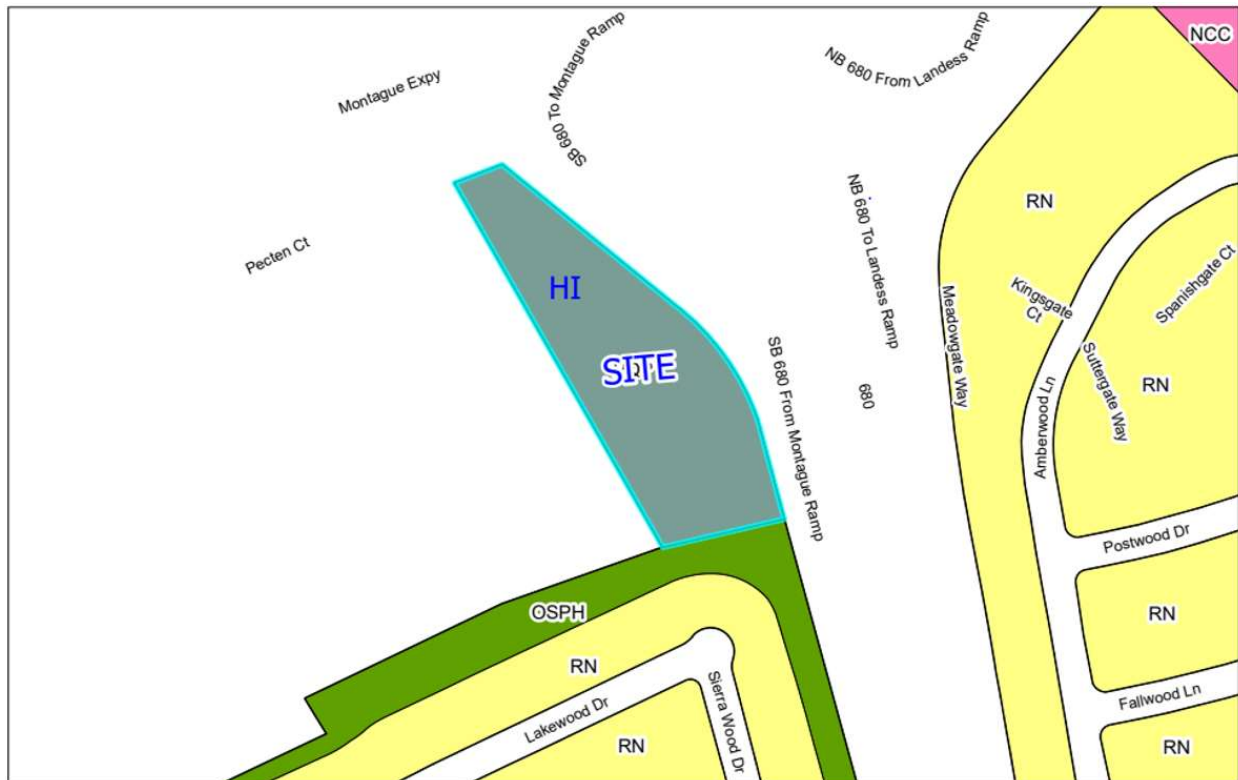 NCC
SB 680 To Montague Ramp
NB 680 From Landess Ramp
Montague Expy
RN
NB 680 To Landess Ramp
Pecten Ct
Spanishgate Ct
HI
Kingsgate
Ct
Meadowgate Way
SITE
SB 680 From Montague Ramp
680
Suttergate Way
RN
Amberwood Ln
Postwood Dr
OSPH
RN
RN
Sierra Wood Dr
Fallwood Ln
Lakewood Dr
RN
RN